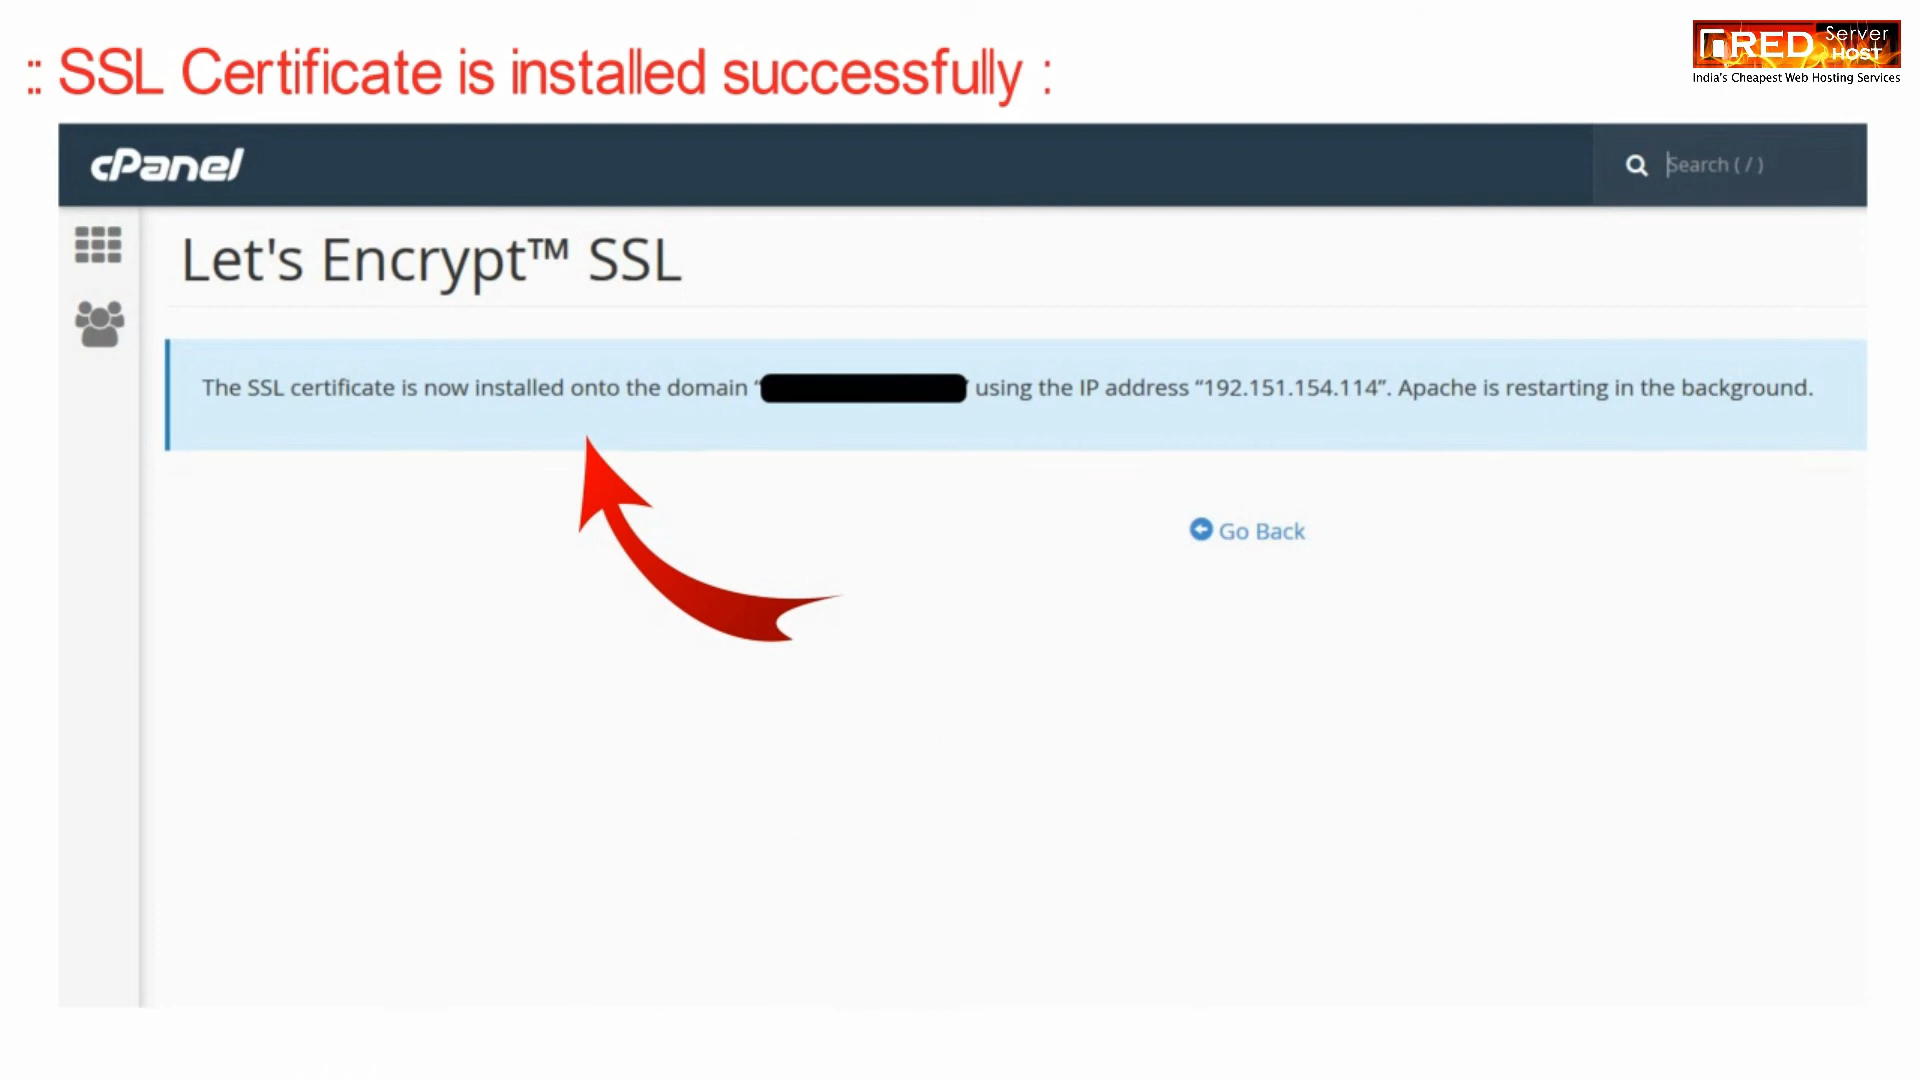 :: SSL Certificate is installed successfully :
RED Server HOST
India's Cheapest Web Hosting Services
cPanel
Search ( / )
Let's Encrypt™ SSL
The SSL certificate is now installed onto the domain “ ” using the IP address “192.151.154.114”. Apache is restarting in the background.
Go Back